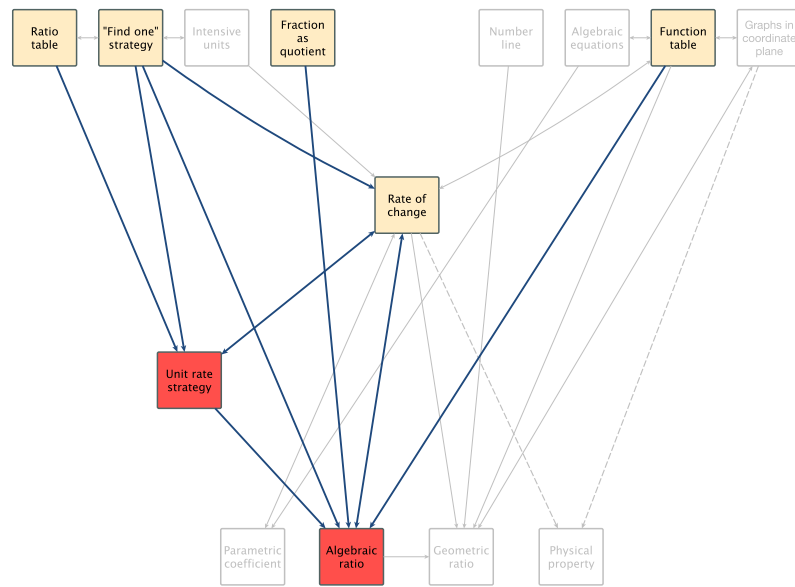 Ratio
table
"Find one"
strategy
Intensive
units
Fraction
as
quotient
Number
line
Algebraic
equations
Function
table
Graphs in
coordinate
plane
Rate of
change
Unit rate
strategy
Parametric
coefficient
Algebraic
ratio
Geometric
ratio
Physical
property